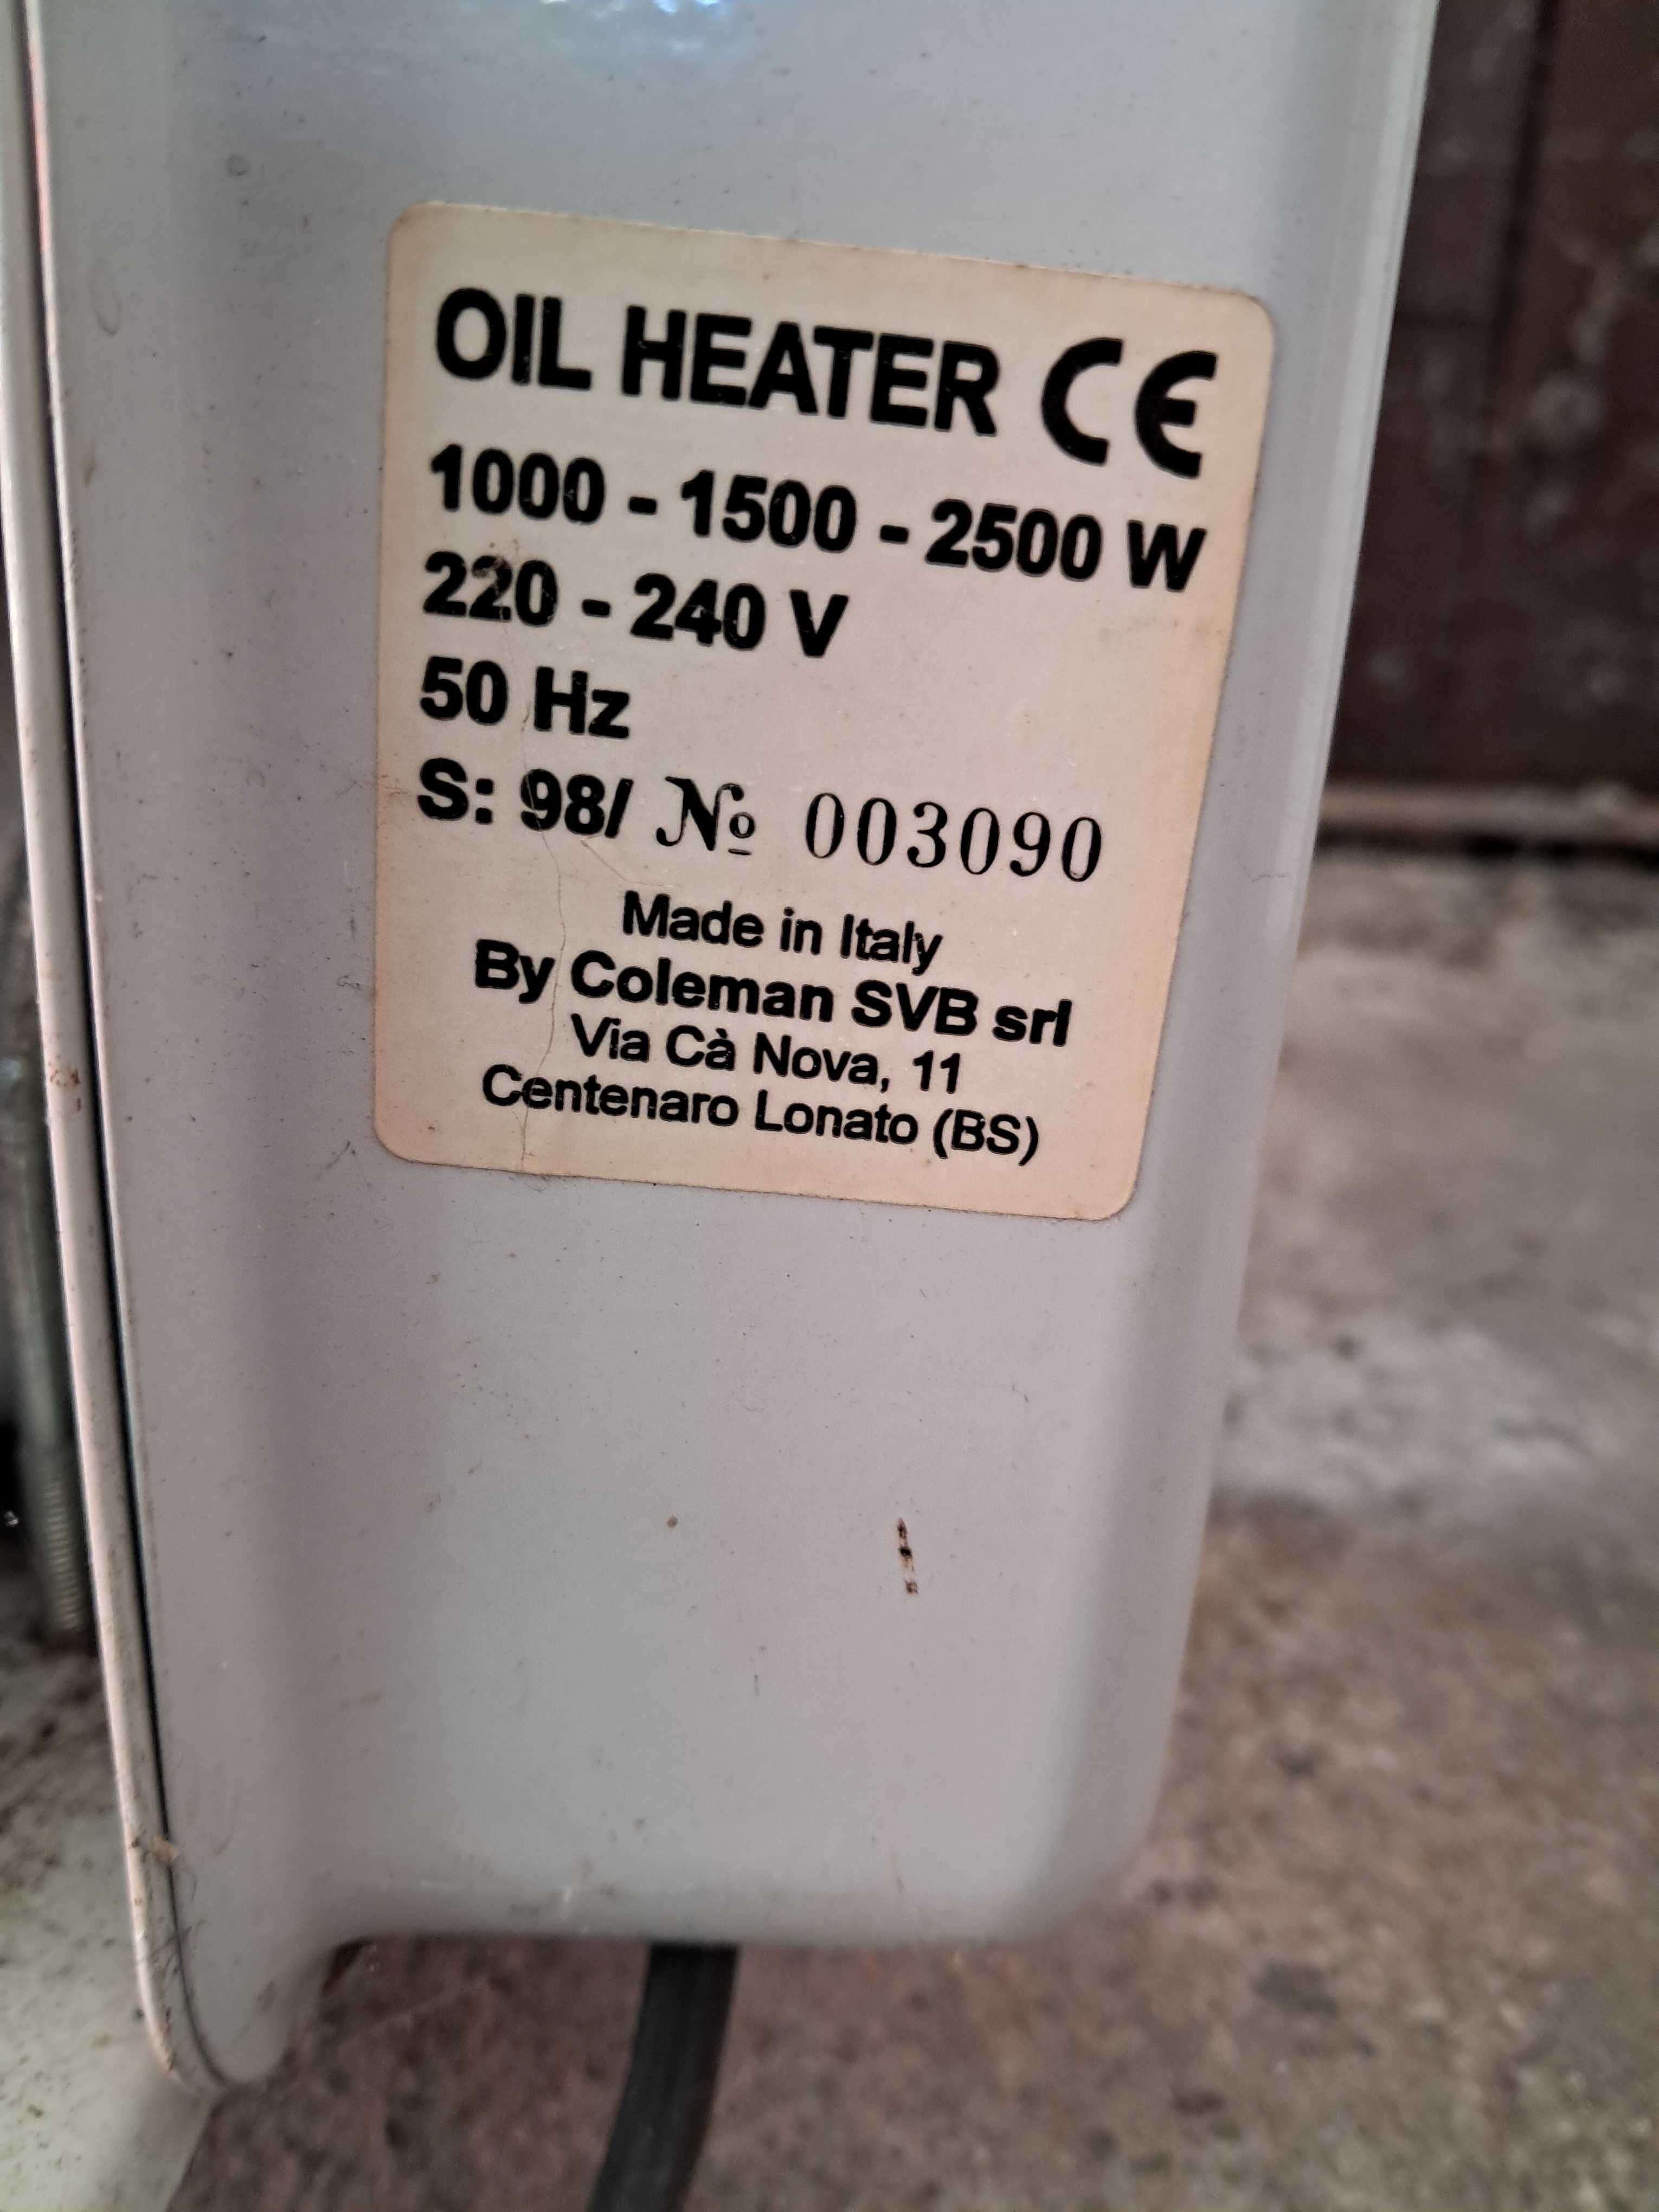 OIL HEATER CE
1000 - 1500 - 2500 W
220 - 240 V
50 Hz
S: 98/ № 003090
Made in Italy
By Coleman SVB srl
Via Cà Nova, 11
Centenaro Lonato (BS)